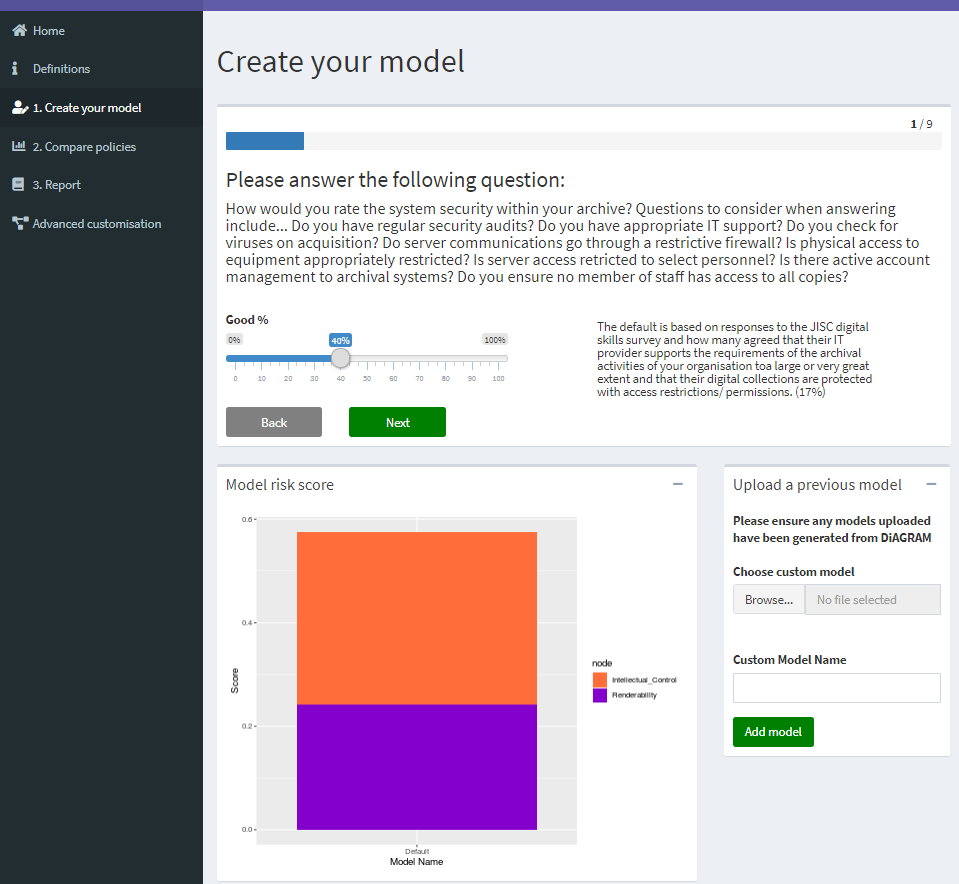 Home
Definitions
1. Create your model
2. Compare policies
3. Report
Advanced customisation
Create your model
1 / 9
Please answer the following question:
How would you rate the system security within your archive? Questions to consider when answering
include... Do you have regular security audits? Do you have appropriate IT support? Do you check for
viruses on acquisition? Do server communications go through a restrictive firewall? Is physical access to
equipment appropriately restricted? Is server access retricted to select personnel? Is there active account
management to archival systems? Do you ensure no member of staff has access to all copies?
Good %
0% 40% 100%
0 10 20 30 40 50 60 70 80 90 100
The default is based on responses to the JISC digital
skills survey and how many agreed that their IT
provider supports the requirements of the archival
activities of your organisation toa large or very great
extent and that their digital collections are protected
with access restrictions/ permissions. (17%)
Back Next
Model risk score
0.6
0.4
0.2
0.0
Score
Default
Model Name
node
Intellectual_Control
Renderability
Upload a previous model
Please ensure any models uploaded
have been generated from DiAGRAM
Choose custom model
Browse... No file selected
Custom Model Name
Add model